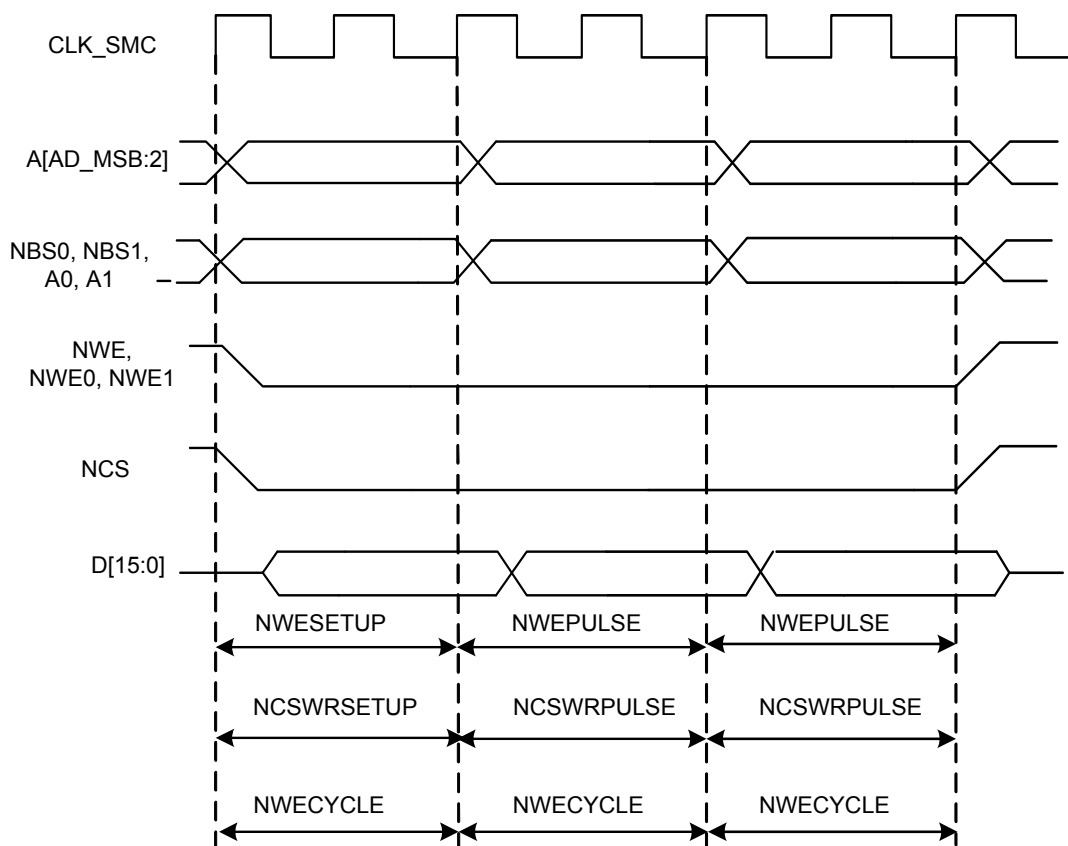 CLK_SMC
A[AD_MSB:2]
NBS0, NBS1,
A0, A1
NWE,
NWE0, NWE1
NCS
D[15:0]
NWESETUP NWEPULSE NWEPULSE
NCSWRSETUP NCSWRPULSE NCSWRPULSE
NWECYCLE NWECYCLE NWECYCLE